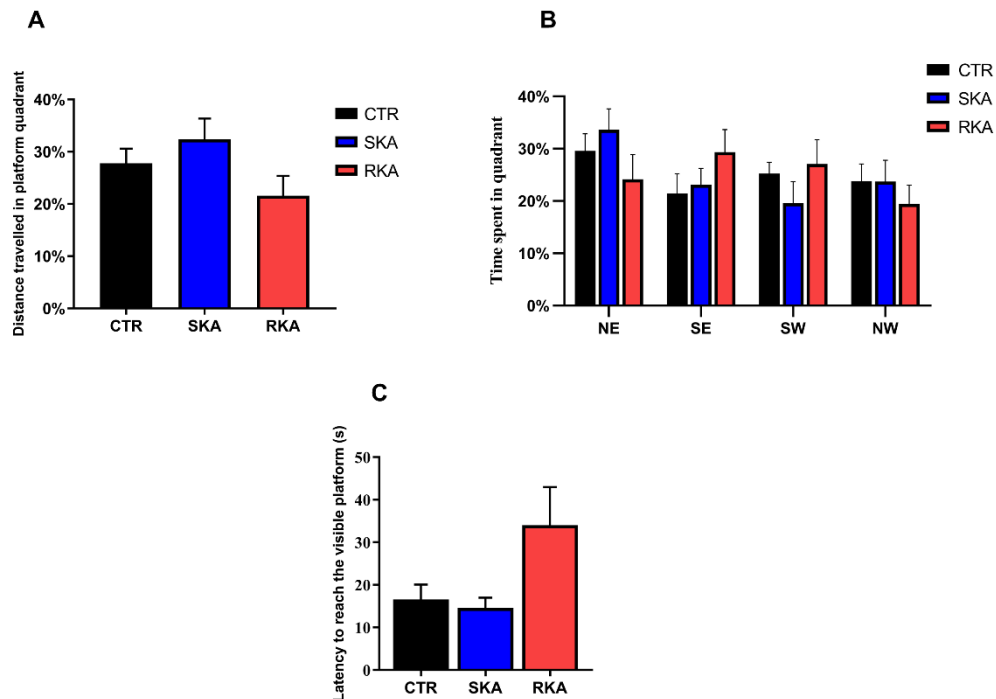 A
Distance travelled in platform quadrant
40%
30%
20%
10%
0%
CTR
SKA
RKA
CTR
SKA
RKA
B
Time spent in quadrant
40%
30%
20%
10%
0%
NE
SE
SW
NW
CTR
SKA
RKA
C
Latency to reach the visible platform (s)
50
40
30
20
10
0
CTR
SKA
RKA